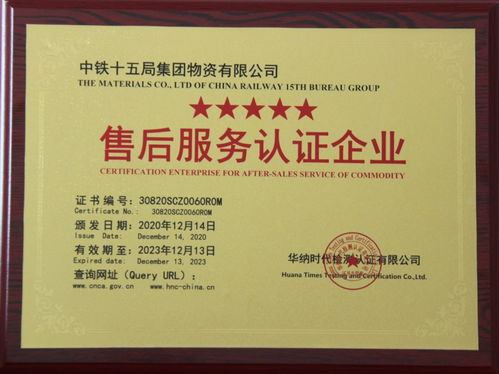 中铁十五局集团物资有限公司
THE MATERIALS CO., LTD OF CHINA RAILWAY 15TH BUREAU GROUP
售后服务认证企业
CERTIFICATION ENTERPRISE FOR AFTER-SALES SERVICE OF COMMODITY
证书编号：30820SCZ0060ROM
Certificate No.： 30820SCZ0060ROM
颁发日期：2020年12月14日
Issue Date： December 14, 2020
有效期至：2023年12月13日
Expired date： December 13, 2023
查询网址（Query URL）：
www.cnca.gov.cn www.hnc-china.cn
华纳时代检测认证有限公司
Huana Times Testing and Certification Co.,Ltd.